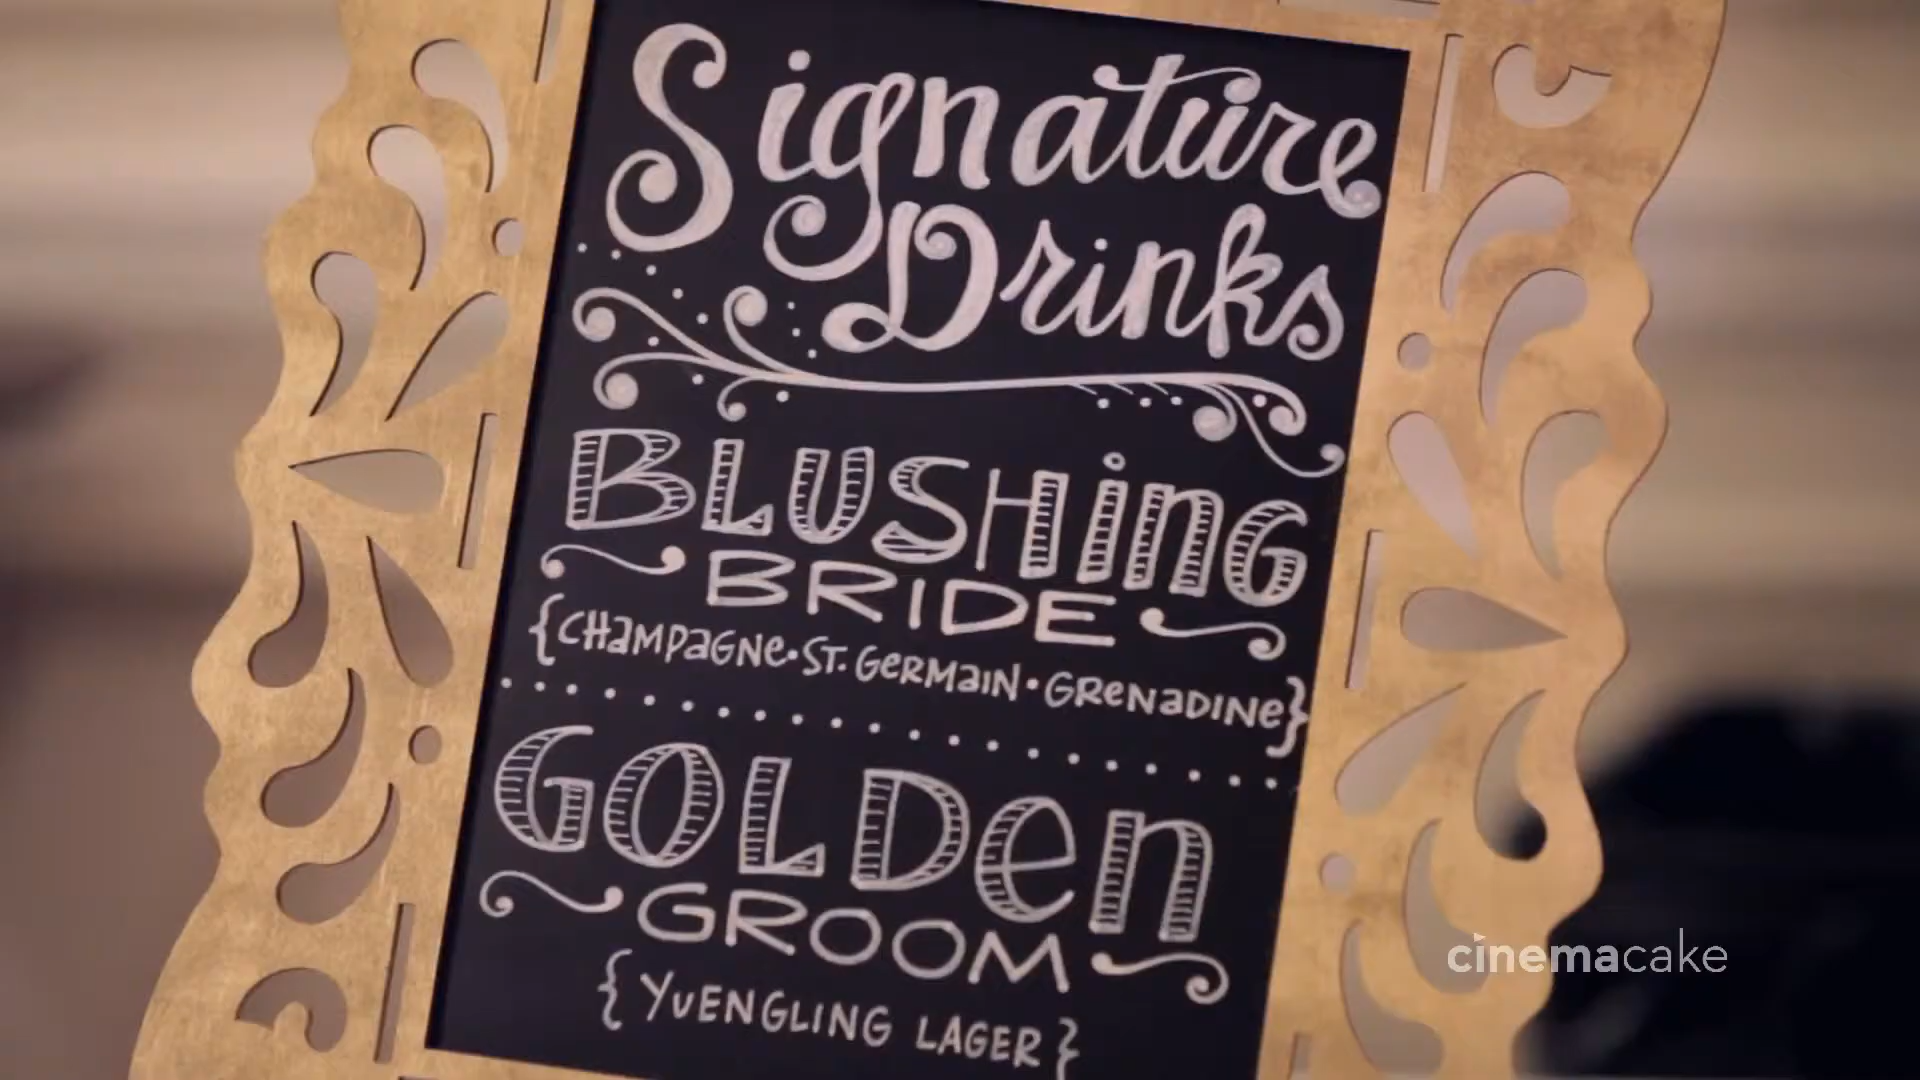 Signature
Drinks
BLUSHiNG
BRIDE
{CHaMPaGNe•ST. GeRMaIN•GReNaDINe}
GOLDen
GROOM
{YuENGLING LAGER}
cinemacake